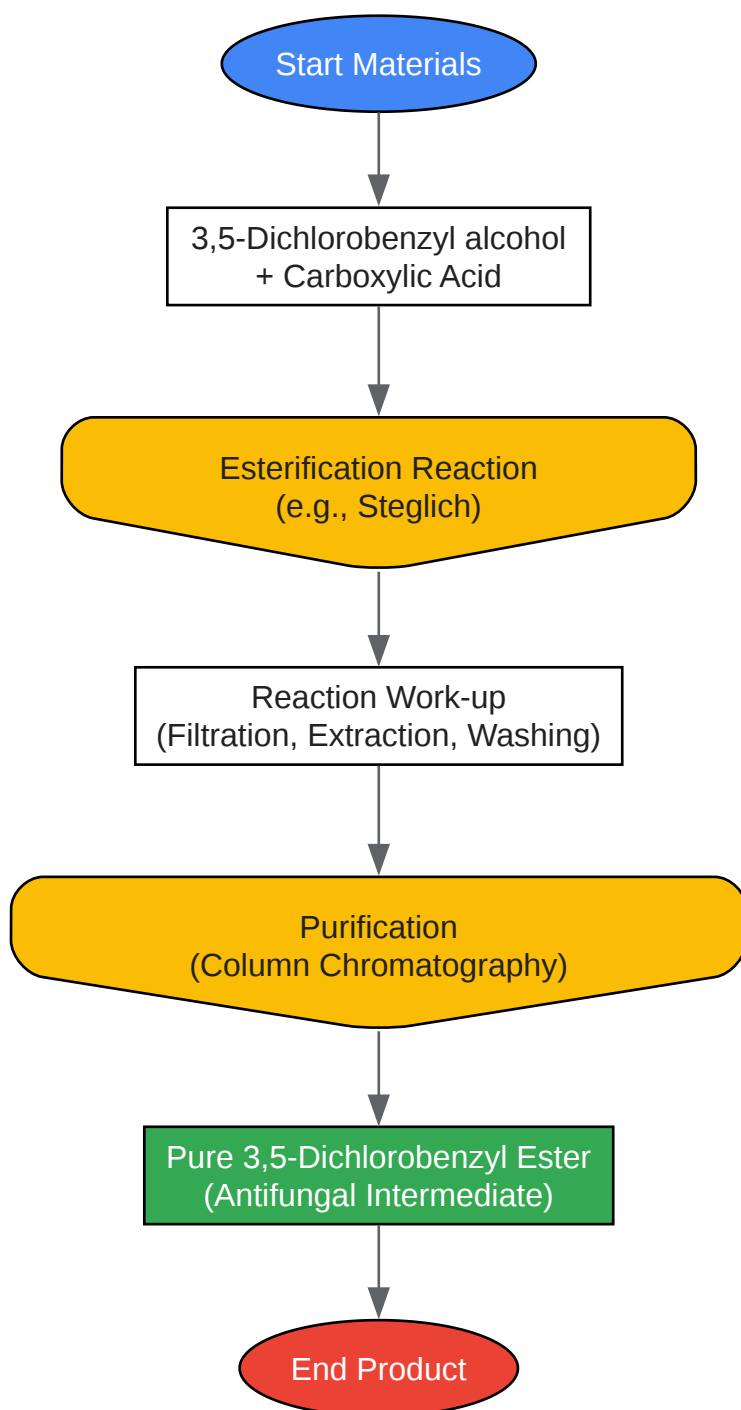 Start Materials
3,5-Dichlorobenzyl alcohol
+ Carboxylic Acid
Esterification Reaction
(e.g., Steglich)
Reaction Work-up
(Filtration, Extraction, Washing)
Purification
(Column Chromatography)
Pure 3,5-Dichlorobenzyl Ester
(Antifungal Intermediate)
End Product